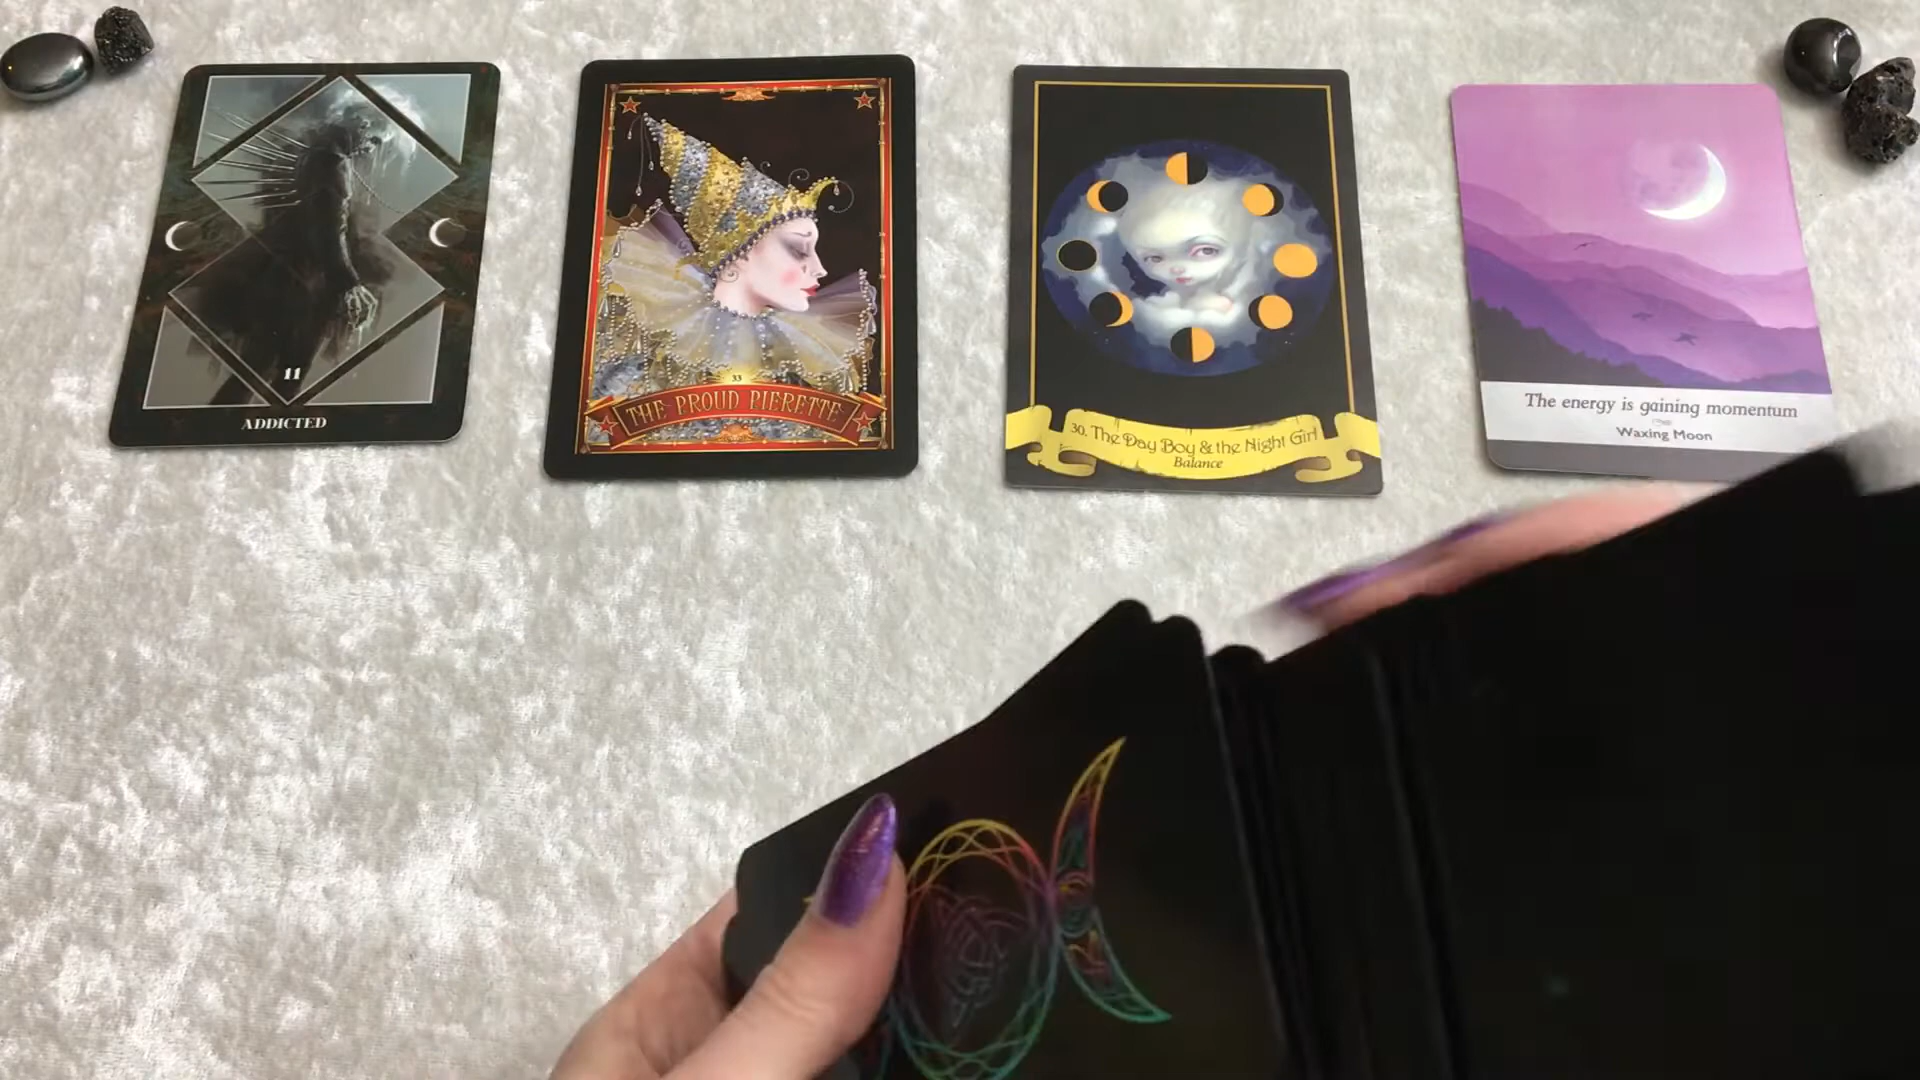 11
ADDICTED
33
THE PROUD PIERETTE
30. The Day Boy & the Night Girl
Balance
The energy is gaining momentum
Waxing Moon